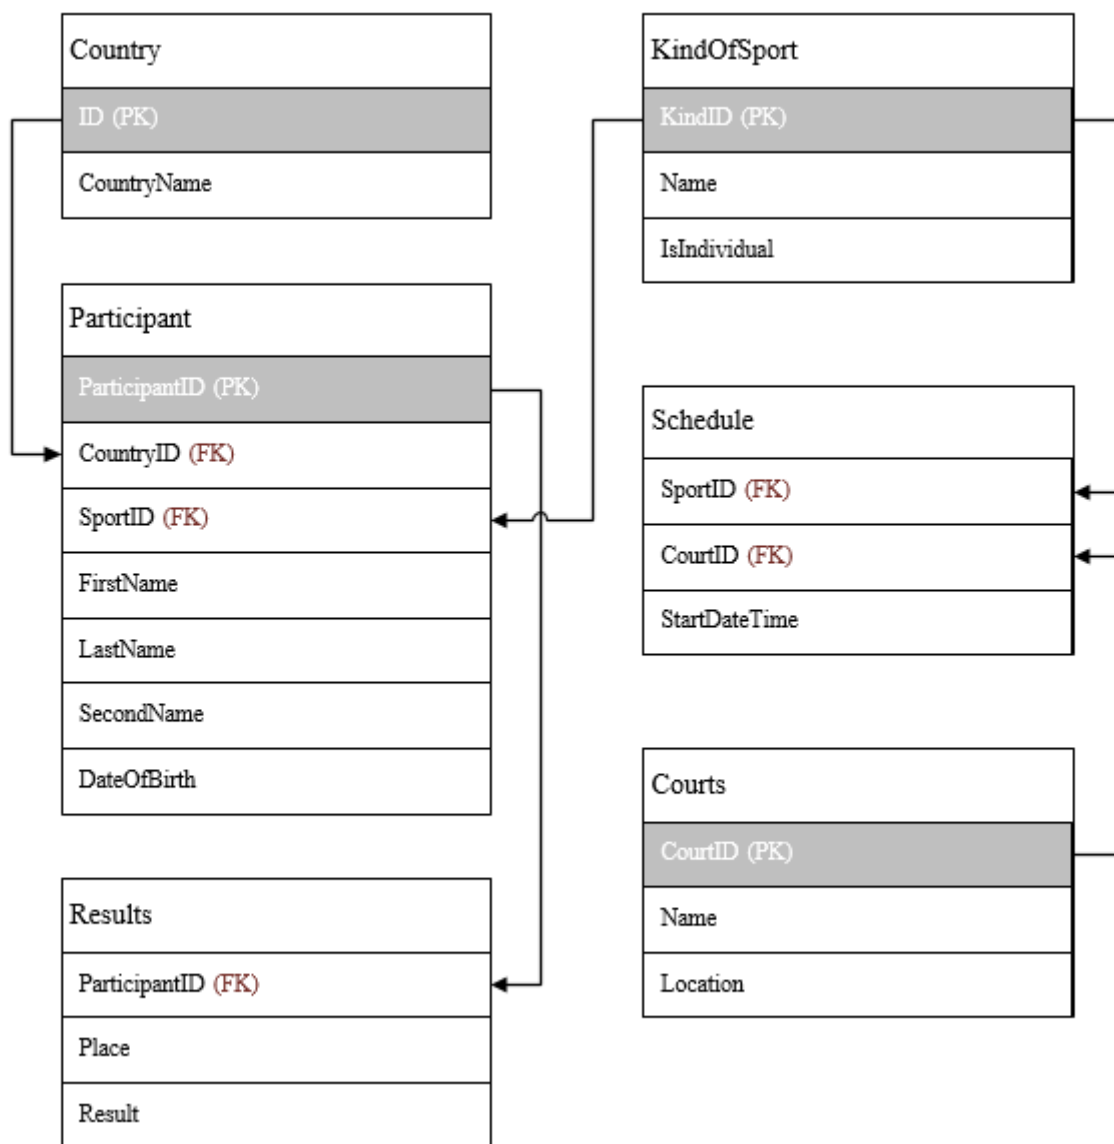 Country
ID (PK)
CountryName
Participant
ParticipantID (PK)
CountryID (FK)
SportID (FK)
FirstName
LastName
SecondName
DateOfBirth
Results
ParticipantID (FK)
Place
Result
KindOfSport
KindID (PK)
Name
IsIndividual
Schedule
SportID (FK)
CourtID (FK)
StartDateTime
Courts
CourtID (PK)
Name
Location